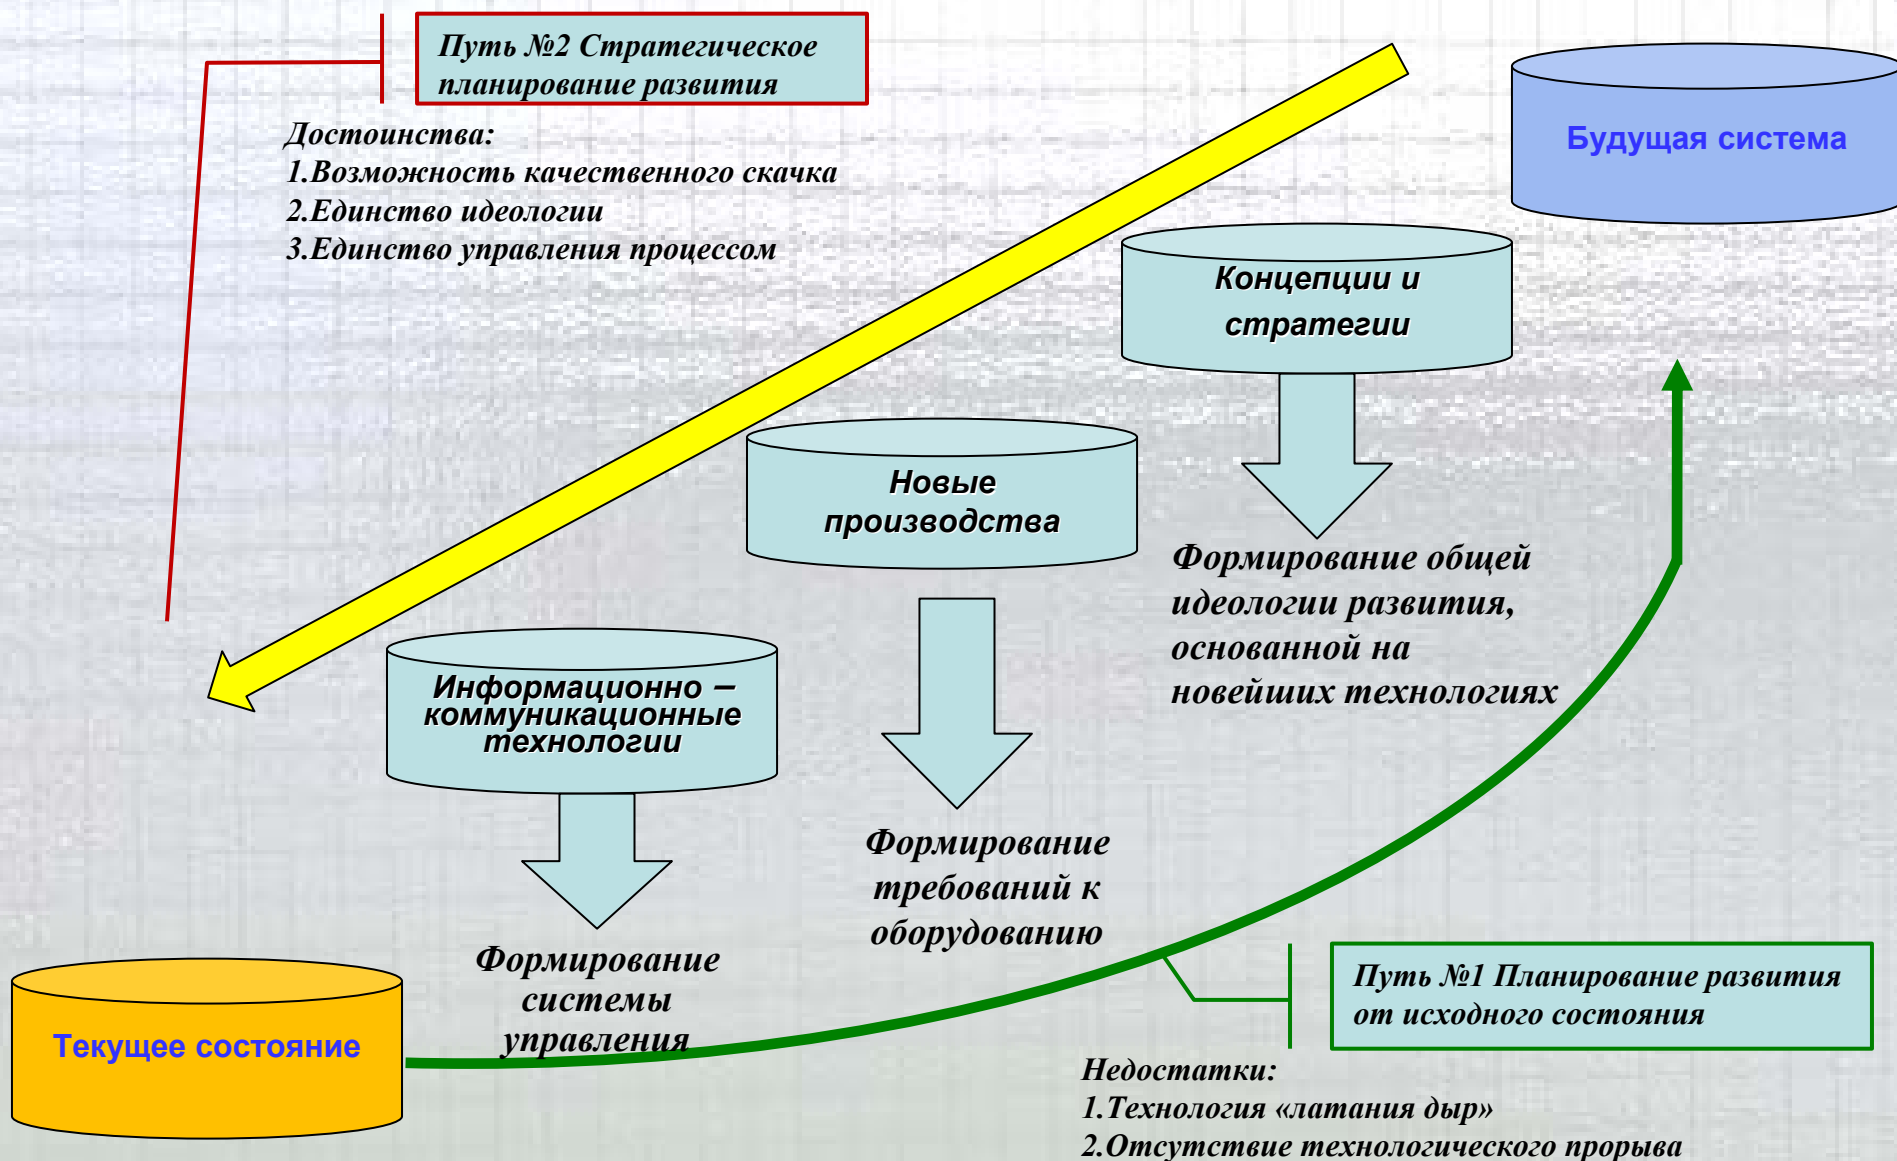 Путь №2 Стратегическое
планирование развития
Достоинства:
1.Возможность качественного скачка
2.Единство идеологии
3.Единство управления процессом
Будущая система
Концепции и
стратегии
Новые
производства
Формирование общей
идеологии развития,
основанной на
новейших технологиях
Информационно –
коммуникационные
технологии
Формирование
требований к
оборудованию
Формирование
системы
управления
Текущее состояние
Путь №1 Планирование развития
от исходного состояния
Недостатки:
1.Технология «латания дыр»
2.Отсутствие технологического прорыва